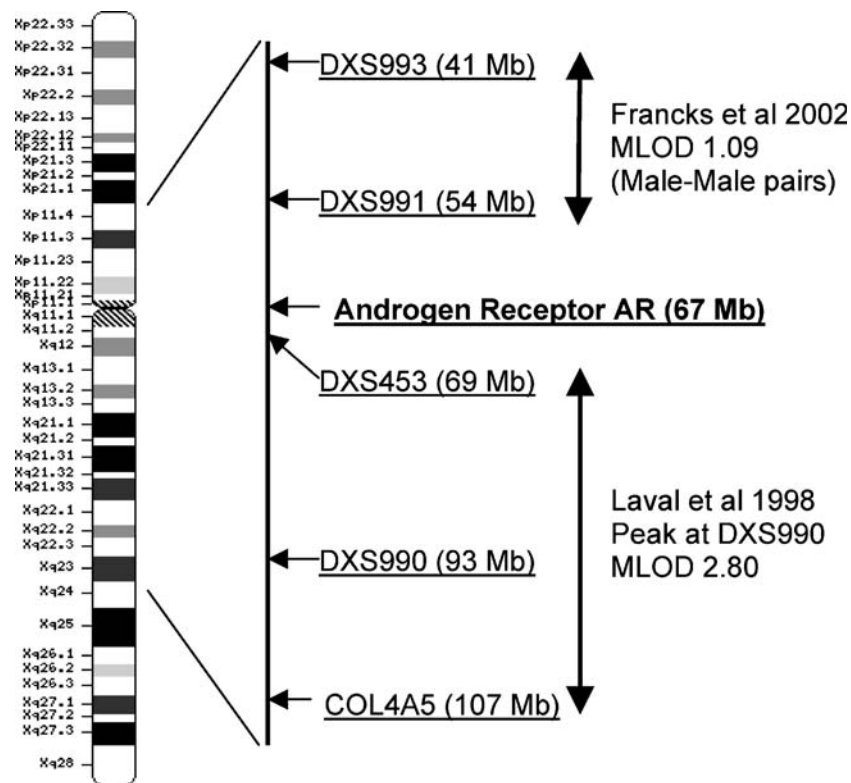 Xp22.33
Xp22.32
Xp22.31
Xp22.2
Xp22.13
Xp22.12
Xp22.11
Xp21.3
Xp21.2
Xp21.1
Xp11.4
Xp11.3
Xp11.23
Xp11.22
Xp11.21
Xp11.1
Xq11.1
Xq11.2
Xq12
Xq13.1
Xq13.2
Xq13.3
Xq21.1
Xq21.2
Xq21.31
Xq21.32
Xq21.33
Xq22.1
Xq22.2
Xq22.3
Xq23
Xq24
Xq25
Xq26.1
Xq26.2
Xq26.3
Xq27.1
Xq27.2
Xq27.3
Xq28
DXS993 (41 Mb)
DXS991 (54 Mb)
Androgen Receptor AR (67 Mb)
DXS453 (69 Mb)
DXS990 (93 Mb)
COL4A5 (107 Mb)
Francks et al 2002
MLOD 1.09
(Male-Male pairs)
Laval et al 1998
Peak at DXS990
MLOD 2.80